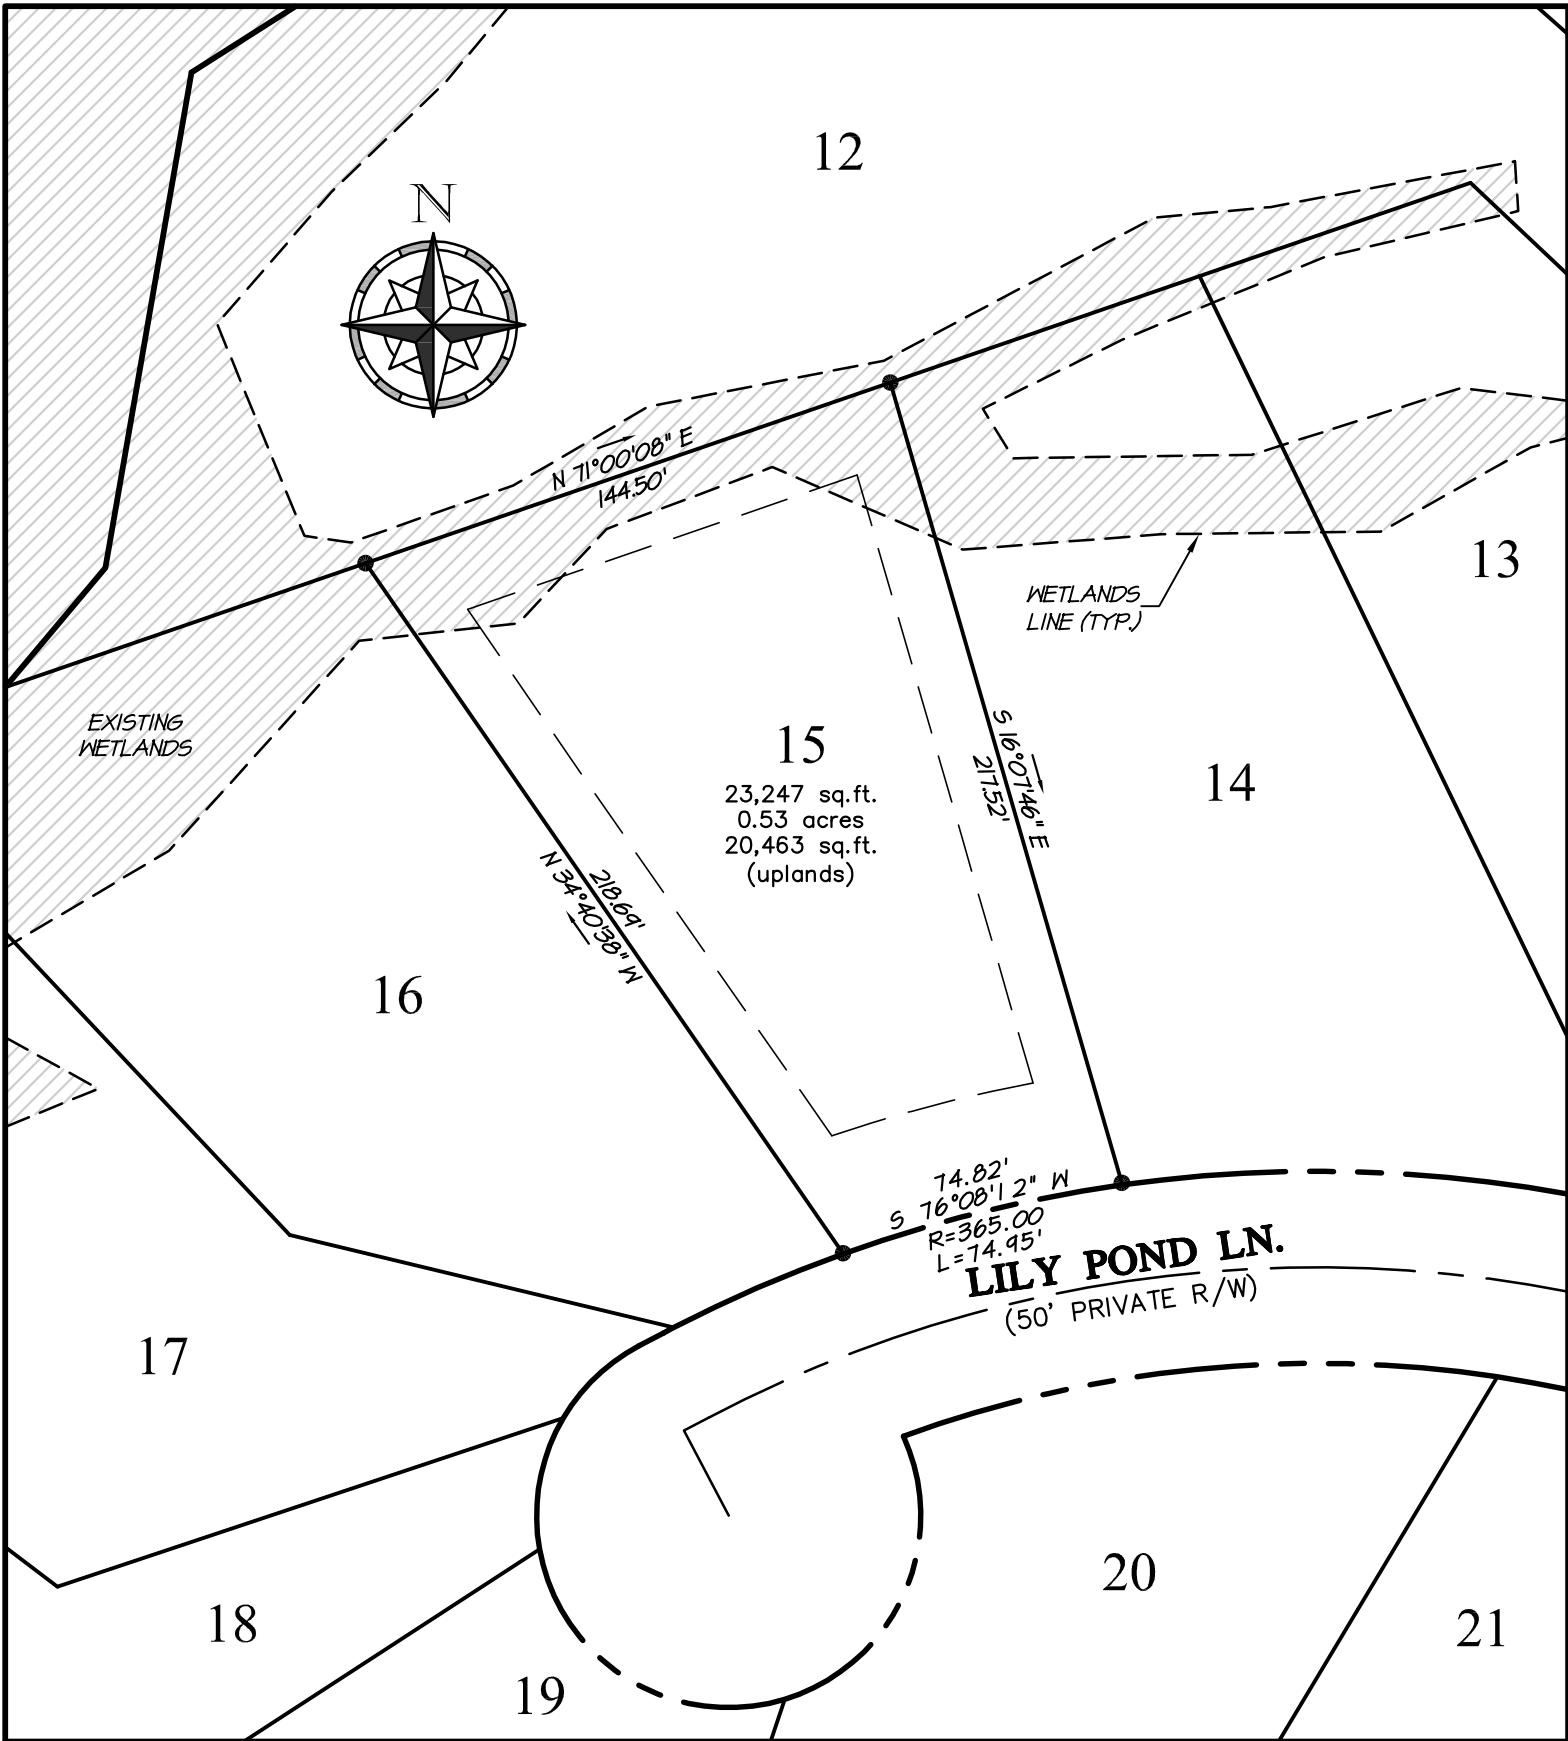 12
N
N 71°00'08" E
144.50'
13
WETLANDS
LINE (TYP.)
EXISTING
WETLANDS
15
23,247 sq.ft.
0.53 acres
20,463 sq.ft.
(uplands)
S 16°07'46" E
217.52'
14
218.69'
N 34°40'38" W
16
74.82'
S 76°08'12" W
R=365.00
L=74.95'
LILY POND LN.
(50' PRIVATE R/W)
17
18
19
20
21